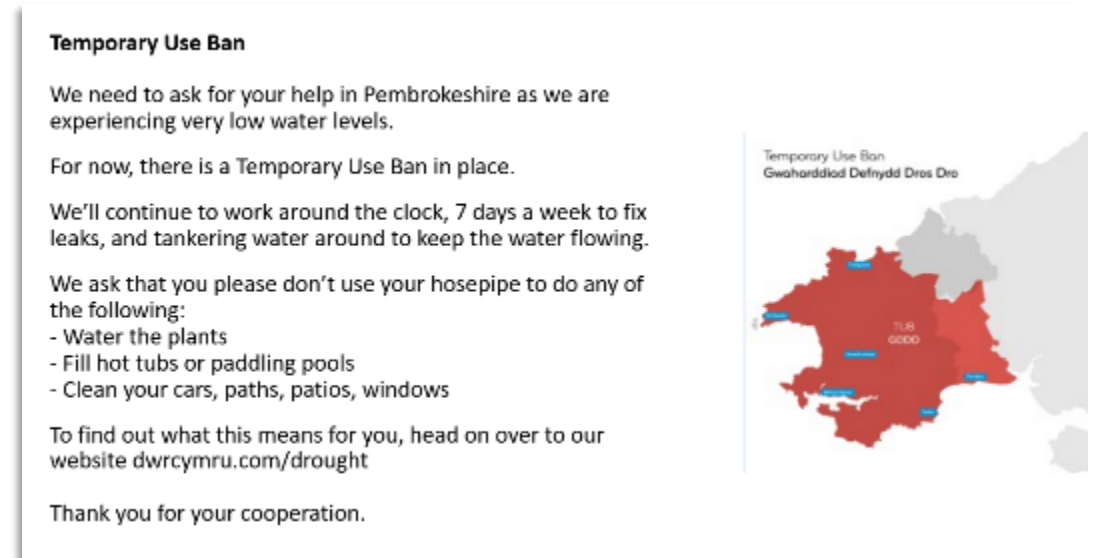 Temporary Use Ban
We need to ask for your help in Pembrokeshire as we are
experiencing very low water levels.
For now, there is a Temporary Use Ban in place.
We'll continue to work around the clock, 7 days a week to fix
leaks, and tankering water around to keep the water flowing.
We ask that you please don't use your hosepipe to do any of
the following:
- Water the plants
- Fill hot tubs or paddling pools
- Clean your cars, paths, patios, windows
To find out what this means for you, head on over to our
website dwrcymru.com/drought
Thank you for your cooperation.
Temporary Use Ban
Gwaharddiad Defnydd Dros Dro
TUB
GDDD